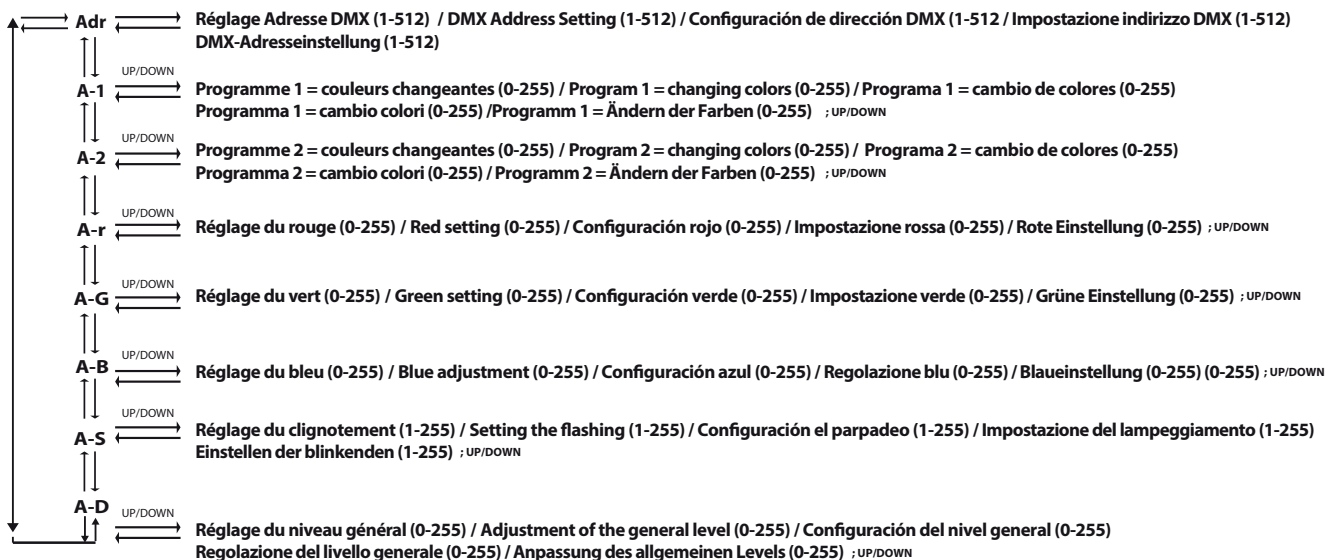 Adr Réglage Adresse DMX (1-512) / DMX Address Setting (1-512) / Configuración de dirección DMX (1-512 / Impostazione indirizzo DMX (1-512)
DMX-Adresseinstellung (1-512)
UP/DOWN
A-1 Programme 1 = couleurs changeantes (0-255) / Program 1 = changing colors (0-255) / Programa 1 = cambio de colores (0-255)
Programma 1 = cambio colori (0-255) /Programm 1 = Ändern der Farben (0-255) ; UP/DOWN
UP/DOWN
A-2 Programme 2 = couleurs changeantes (0-255) / Program 2 = changing colors (0-255) / Programa 2 = cambio de colores (0-255)
Programma 2 = cambio colori (0-255) / Programm 2 = Ändern der Farben (0-255) ; UP/DOWN
UP/DOWN
A-r Réglage du rouge (0-255) / Red setting (0-255) / Configuración rojo (0-255) / Impostazione rossa (0-255) / Rote Einstellung (0-255) ; UP/DOWN
UP/DOWN
A-G Réglage du vert (0-255) / Green setting (0-255) / Configuración verde (0-255) / Impostazione verde (0-255) / Grüne Einstellung (0-255) ; UP/DOWN
UP/DOWN
A-B Réglage du bleu (0-255) / Blue adjustment (0-255) / Configuración azul (0-255) / Regolazione blu (0-255) / Blaueinstellung (0-255) (0-255) ; UP/DOWN
UP/DOWN
A-S Réglage du clignotement (1-255) / Setting the flashing (1-255) / Configuración el parpadeo (1-255) / Impostazione del lampeggiamento (1-255)
Einstellen der blinkenden (1-255) ; UP/DOWN
A-D UP/DOWN
Réglage du niveau général (0-255) / Adjustment of the general level (0-255) / Configuración del nivel general (0-255)
Regolazione del livello generale (0-255) / Anpassung des allgemeinen Levels (0-255) ; UP/DOWN